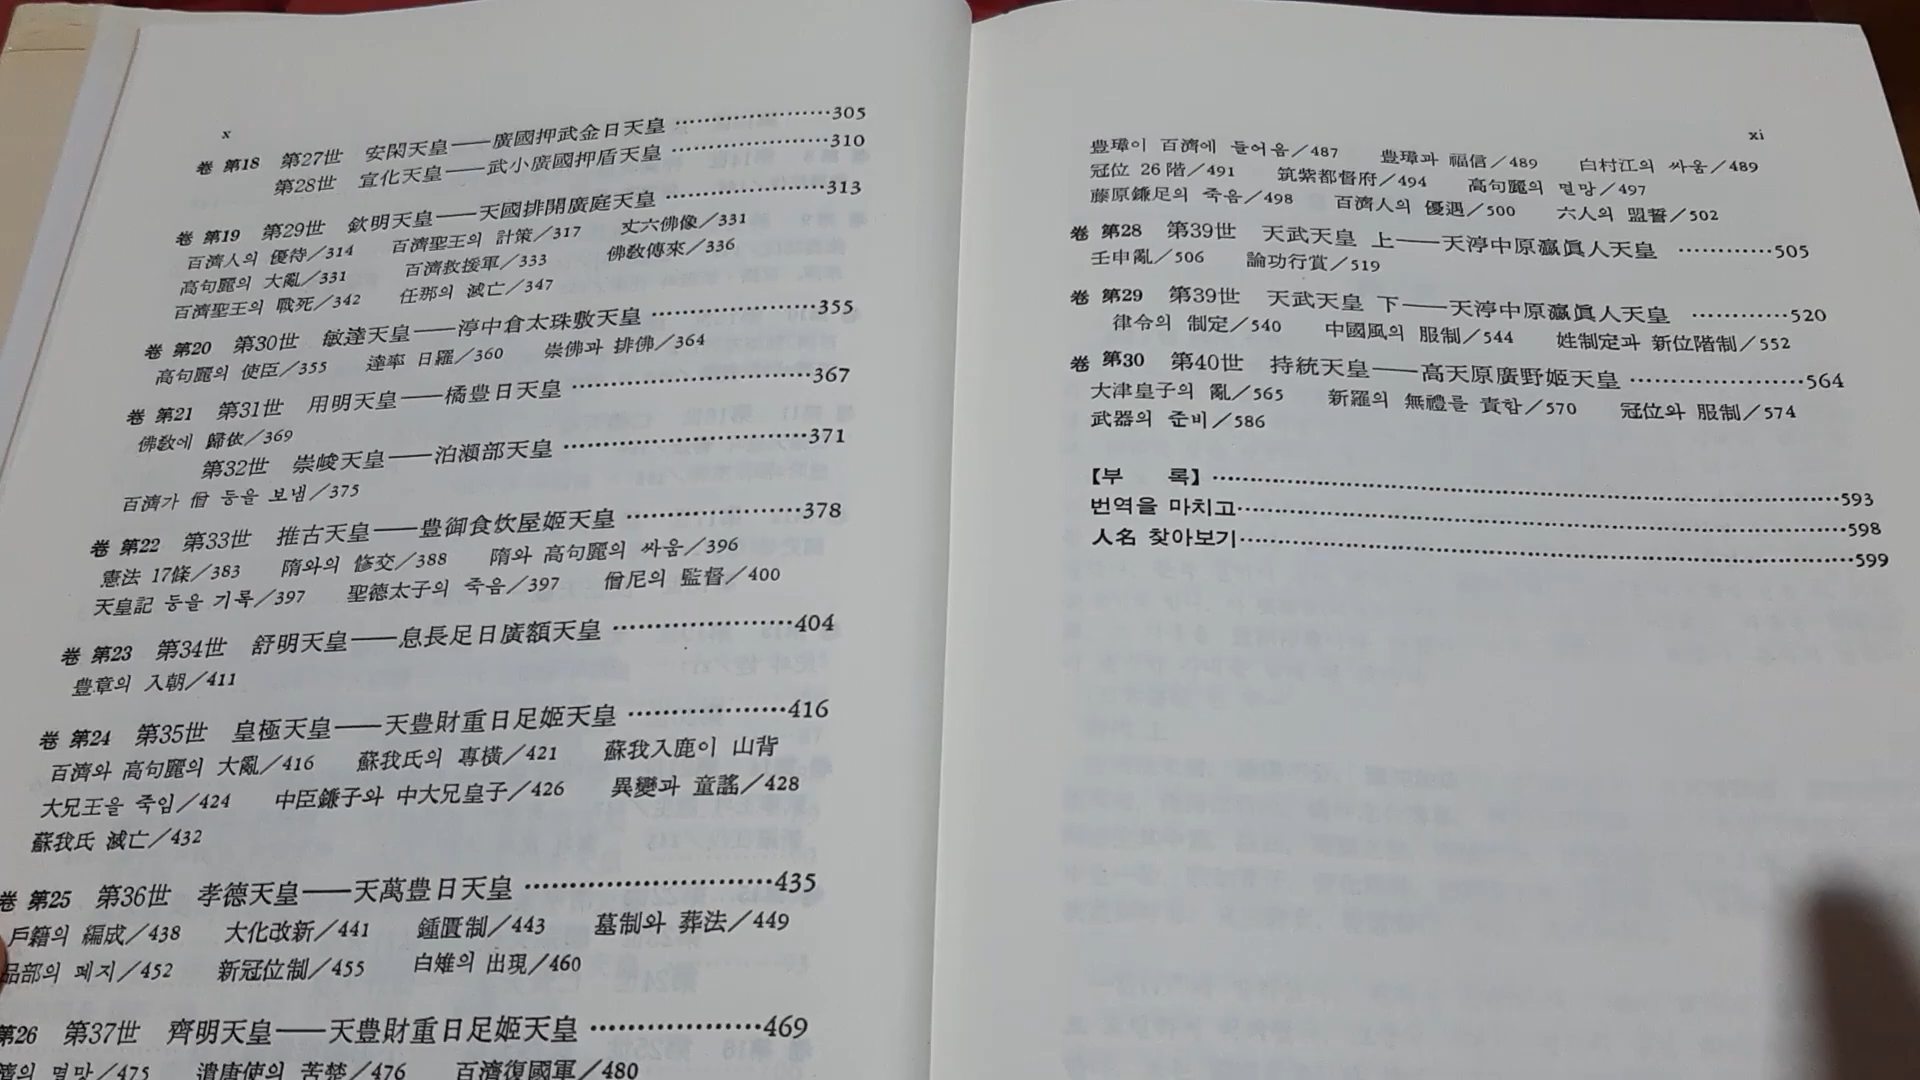 x
卷 第18 第27世 安閑天皇——廣國押武金日天皇 ……………305
第28世 宣化天皇——武小廣國押盾天皇 ……………310
卷 第19 第29世 欽明天皇——天國排開廣庭天皇 ……………313
百濟人의 優待／314 百濟聖王의 計策／317 丈六佛像／331
高句麗의 大亂／331 百濟救援軍／333 佛教傳來／336
百濟聖王의 戰死／342 任那의 滅亡／347
卷 第20 第30世 敏達天皇——渟中倉太珠敷天皇 ……………355
高句麗의 使臣／355 達率 日羅／360 崇佛과 排佛／364
卷 第21 第31世 用明天皇——橘豊日天皇 ……………367
佛教에 歸依／369
第32世 崇峻天皇——泊瀨部天皇 ……………371
百濟가 僧 등을 보냄／375
卷 第22 第33世 推古天皇——豊御食炊屋姬天皇 ……………378
憲法 17條／383 隋와의 修交／388 隋와 高句麗의 싸움／396
天皇記 등을 기록／397 聖德太子의 죽음／397 僧尼의 監督／400
卷 第23 第34世 舒明天皇——息長足日廣額天皇 ……………404
豊章의 入朝／411
卷 第24 第35世 皇極天皇——天豊財重日足姬天皇 ……………416
百濟와 高句麗의 大亂／416 蘇我氏의 專橫／421 蘇我入鹿이 山背
大兄王을 죽임／424 中臣鎌子와 中大兄皇子／426 異變과 童謠／428
蘇我氏 滅亡／432
卷 第25 第36世 孝德天皇——天萬豊日天皇 ……………435
戶籍의 編成／438 大化改新／441 鍾匱制／443 墓制와 葬法／449
品部의 폐지／452 新冠位制／455 白雉의 出現／460
第26 第37世 齊明天皇——天豊財重日足姬天皇 ……………469
濟의 멸망／475 遣唐使의 苦楚／476 百濟復國軍／480
xi
豊璋이 百濟에 들어옴／487 豊璋과 福信／489 白村江의 싸움／489
冠位 26階／491 筑紫都督府／494 高句麗의 멸망／497
藤原鎌足의 죽음／498 百濟人의 優遇／500 六人의 盟誓／502
卷 第28 第39世 天武天皇 上——天渟中原瀛眞人天皇 …………505
壬申亂／506 論功行賞／519
卷 第29 第39世 天武天皇 下——天渟中原瀛眞人天皇 …………520
律令의 制定／540 中國風의 服制／544 姓制定과 新位階制／552
卷 第30 第40世 持統天皇——高天原廣野姬天皇 ……………564
大津皇子의 亂／565 新羅의 無禮를 責함／570 冠位와 服制／574
武器의 준비／586
【부 록】……………593
번역을 마치고……………598
人名 찾아보기……………599